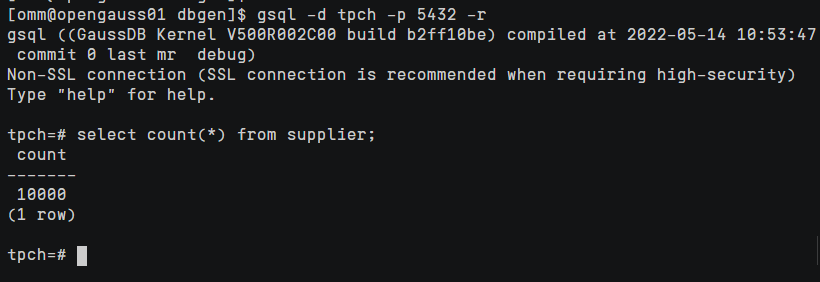 [omm@opengauss01 dbgen]$ gsql -d tpch -p 5432 -r
gsql ((GaussDB Kernel V500R002C00 build b2ff10be) compiled at 2022-05-14 10:53:47
 commit 0 last mr  debug)
Non-SSL connection (SSL connection is recommended when requiring high-security)
Type "help" for help.

tpch=# select count(*) from supplier;
 count
-------
 10000
(1 row)

tpch=#